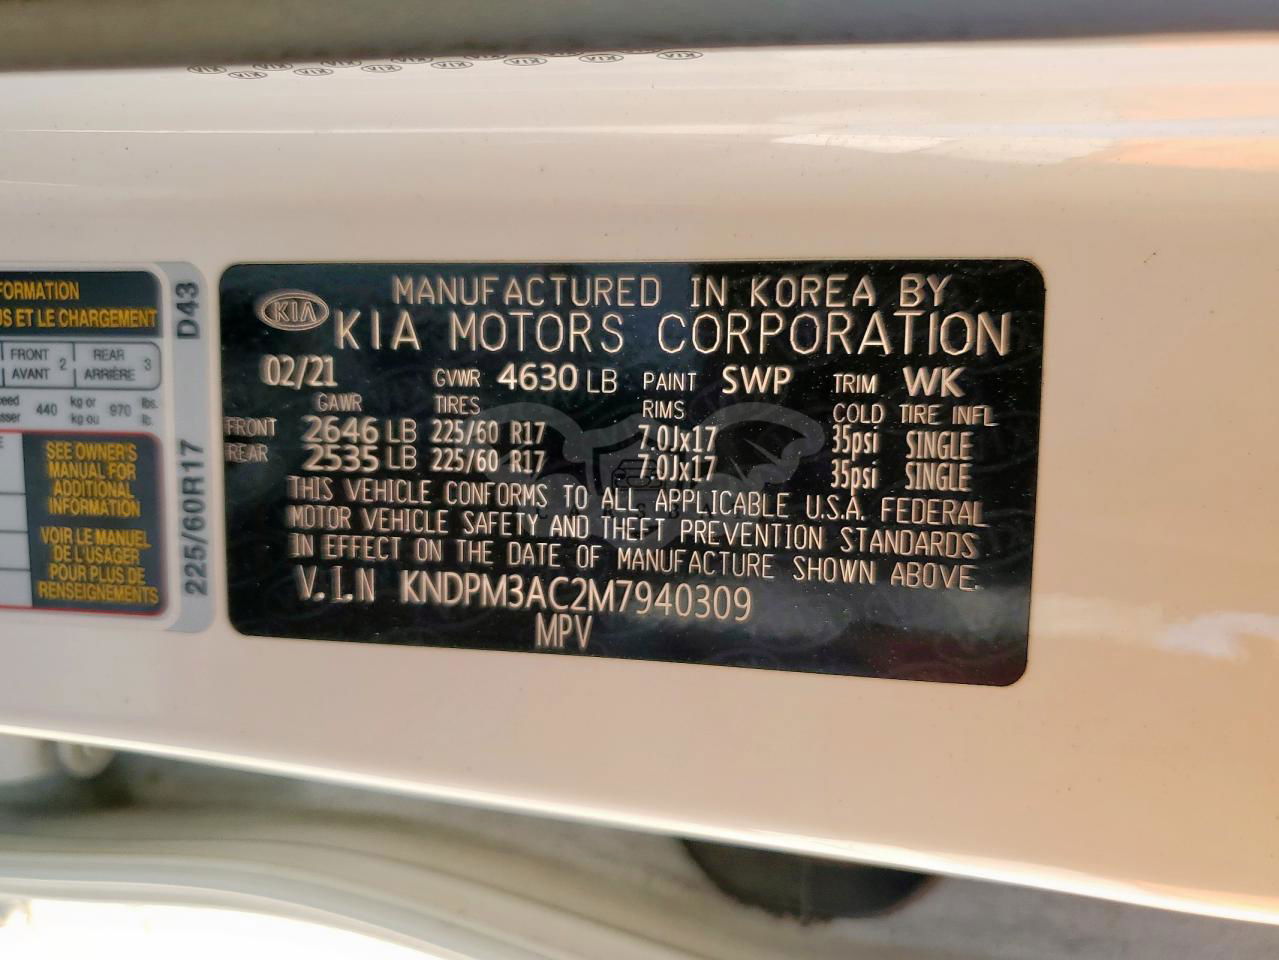 FORMATION
S ET LE CHARGEMENT
FRONT 2 REAR 3
AVANT ARRIÈRE
440 kg or 970 lbs.
kg ou
SEE OWNER'S
MANUAL FOR
ADDITIONAL
INFORMATION
VOIR LE MANUEL
DE L'USAGER
POUR PLUS DE
RENSEIGNEMENTS
D43
225/60R17
KIA
MANUFACTURED IN KOREA BY
KIA MOTORS CORPORATION
02/21 GVWR 4630 LB PAINT SWP TRIM WK
GAWR TIRES RIMS COLD TIRE INFL
FRONT 2646 LB 225/60 R17 7.0Jx17 35psi SINGLE
REAR 2535 LB 225/60 R17 7.0Jx17 35psi SINGLE
THIS VEHICLE CONFORMS TO ALL APPLICABLE U.S.A. FEDERAL
MOTOR VEHICLE SAFETY AND THEFT PREVENTION STANDARDS
IN EFFECT ON THE DATE OF MANUFACTURE SHOWN ABOVE.
V.I.N KNDPM3AC2M7940309
MPV